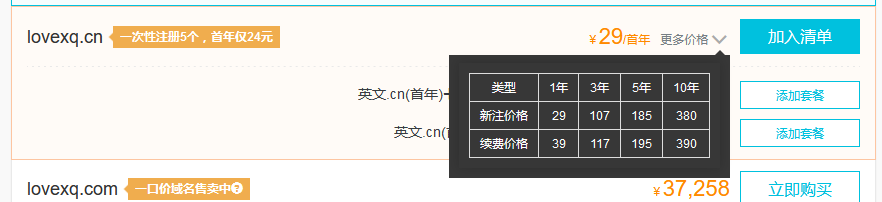 lovexq.cn 一次性注册5个，首年仅24元 ¥29/首年 更多价格 加入清单
英文.cn(首年) 添加套餐
英文.cn( 添加套餐
类型 1年 3年 5年 10年
新注价格 29 107 185 380
续费价格 39 117 195 390
lovexq.com 一口价域名售卖中 ? ¥37,258 立即购买